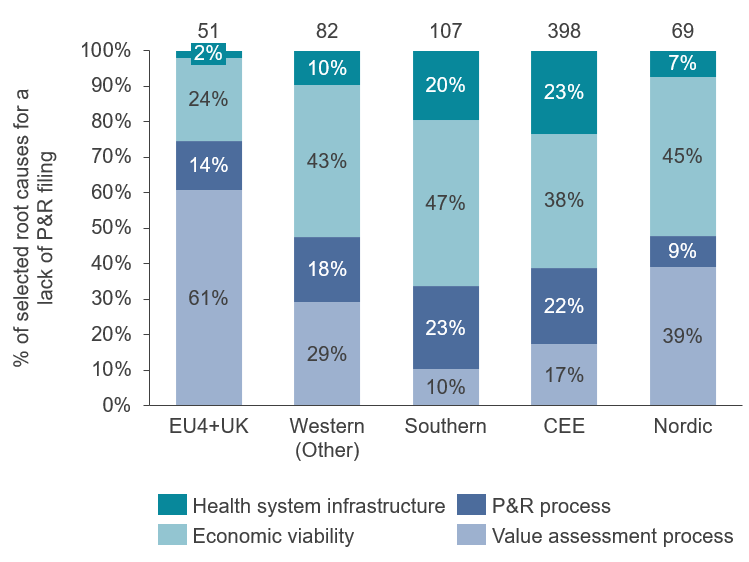 % of selected root causes for a
lack of P&R filing
51 82 107 398 69
100%
90%
80%
70%
60%
50%
40%
30%
20%
10%
0%
2% 10% 20% 23% 7%
24% 43% 47% 38% 45%
14% 18% 23% 22% 9%
61% 29% 10% 17% 39%
EU4+UK Western Southern CEE Nordic
(Other)
Health system infrastructure P&R process
Economic viability Value assessment process